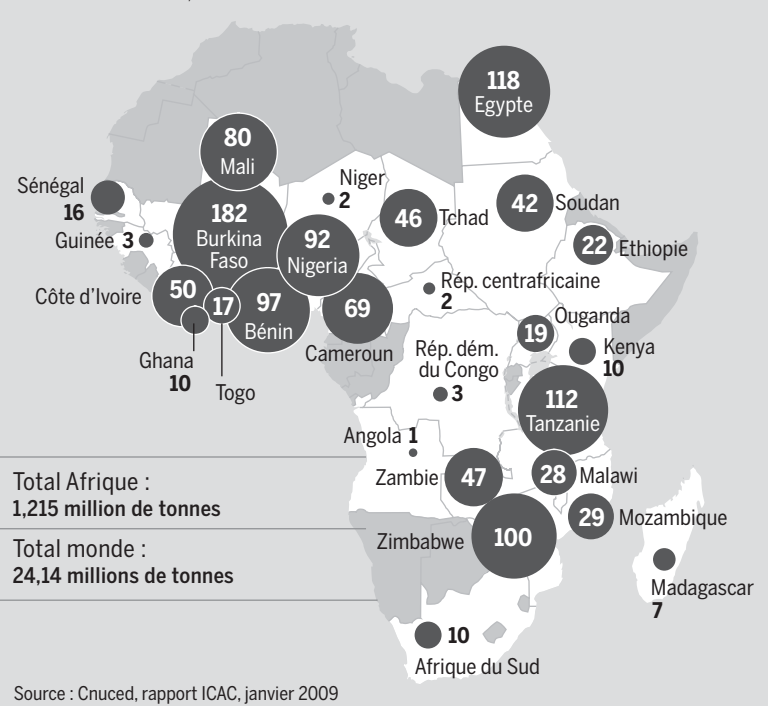 118
Egypte
80
Mali
Sénégal
16
Niger
2
182
Burkina
Faso
46
Tchad
42
Soudan
Guinée 3
92
Nigeria
22
Ethiopie
Côte d'Ivoire
50
17
97
Bénin
69
Cameroun
Rép. centrafricaine
2
Ouganda
19
Ghana
10
Togo
Rép. dém.
du Congo
3
Kenya
10
112
Tanzanie
Angola 1
Zambie
47
28
Malawi
Total Afrique :
1,215 million de tonnes
29
Mozambique
Zimbabwe
100
Total monde :
24,14 millions de tonnes
Madagascar
7
10
Afrique du Sud
Source : Cnuced, rapport ICAC, janvier 2009